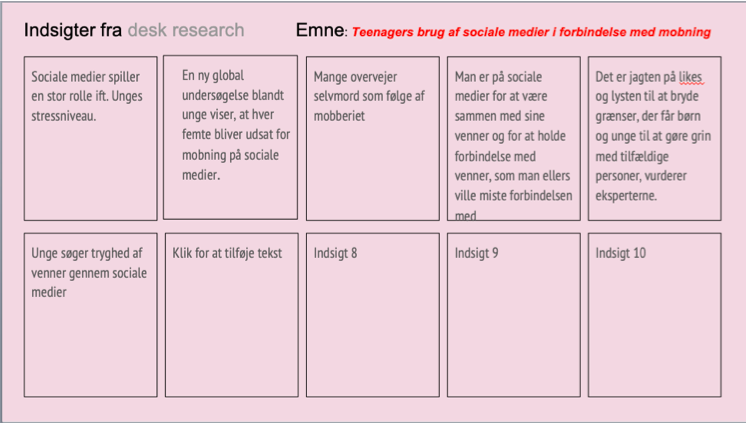 Indsigter fra desk research
Emne: Teenagers brug af sociale medier i forbindelse med mobning
Sociale medier spiller
en stor rolle ift. Unges
stressniveau.
En ny global
undersøgelse blandt
unge viser, at hver
femte bliver udsat for
mobning på sociale
medier.
Mange overvejer
selvmord som følge af
mobberiet
Man er på sociale
medier for at være
sammen med sine
venner og for at holde
forbindelse med
venner, som man ellers
ville miste forbindelsen
med
Det er jagten på likes
og lysten til at bryde
grænser, der får børn
og unge til at gøre grin
med tilfældige
personer, vurderer
eksperterne.
Unge søger tryghed af
venner gennem sociale
medier
Klik for at tilføje tekst
Indsigt 8
Indsigt 9
Indsigt 10